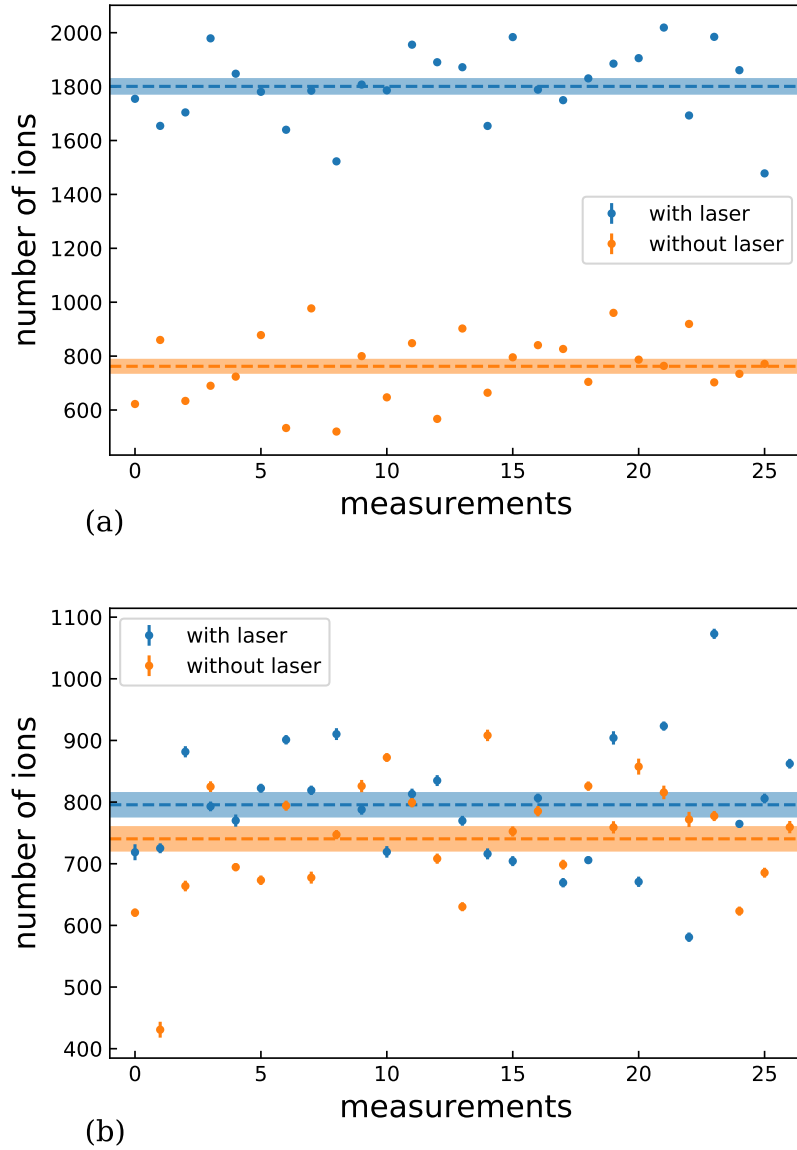 2000
1800
1600
1400
1200
1000
800
600
number of ions
with laser
without laser
0 5 10 15 20 25
measurements
(a)
1100
1000
900
800
700
600
500
400
number of ions
with laser
without laser
0 5 10 15 20 25
measurements
(b)